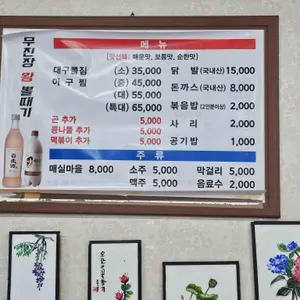 무진장 왕 뽈때기
메 뉴
(맛선택: 매운맛, 보통맛, 순한맛)
대구뽈찜 (소) 35,000 닭 발(국내산) 15,000
아 구 찜 (중) 45,000 돈까스(국내산) 8,000
(대) 55,000
(특대) 65,000 볶음밥(2인분이상) 2,000
곤 추가 5,000
콩나물 추가 5,000 사 리 2,000
떡볶이 추가 5,000 공기밥 1,000
주 류
매실마을 8,000 소주 5,000 막걸리 5,000
맥주 5,000 음료수 2,000